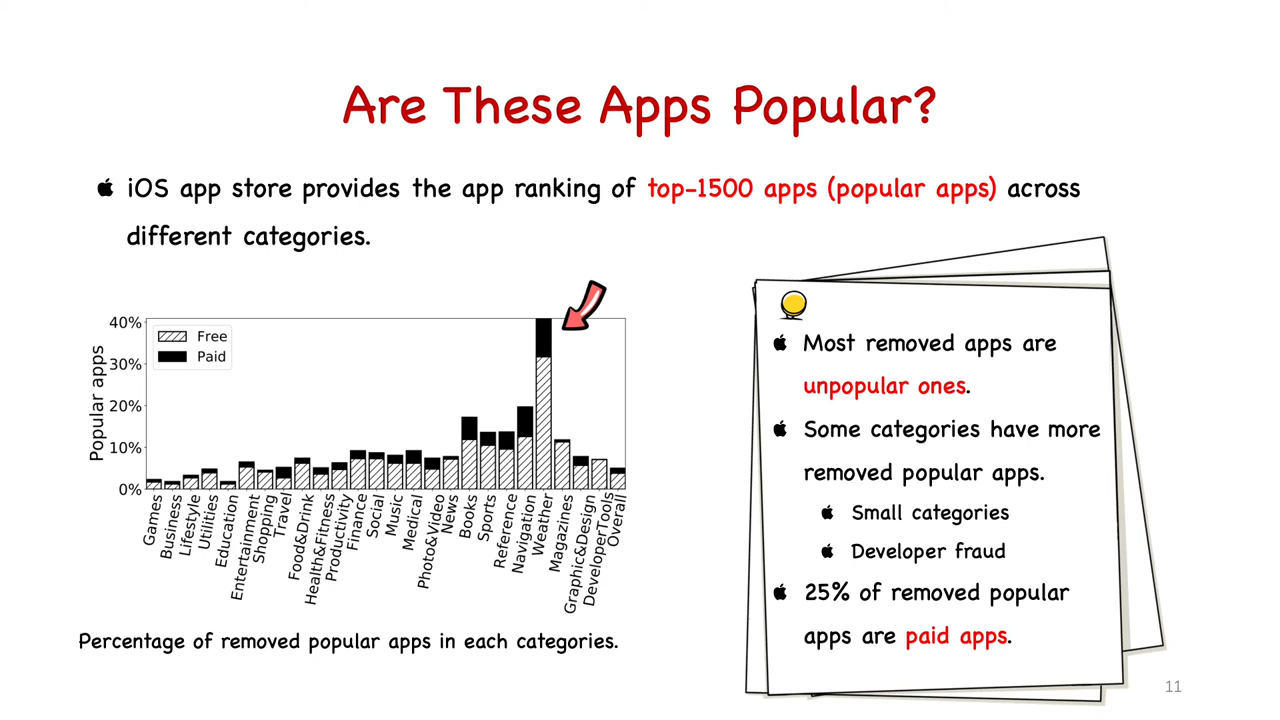 Are These Apps Popular?
iOS app store provides the app ranking of top-1500 apps (popular apps) across
different categories.
40%
30%
20%
10%
0%
Popular apps
Free
Paid
Games
Business
Lifestyle
Utilities
Education
Entertainment
Shopping
Travel
Food&Drink
Health&Fitness
Productivity
Finance
Social
Music
Medical
Photo&Video
News
Books
Sports
Reference
Navigation
Weather
Magazines
Graphic&Design
DeveloperTools
Overall
Percentage of removed popular apps in each categories.
Most removed apps are
unpopular ones.
Some categories have more
removed popular apps.
Small categories
Developer fraud
25% of removed popular
apps are paid apps.
11